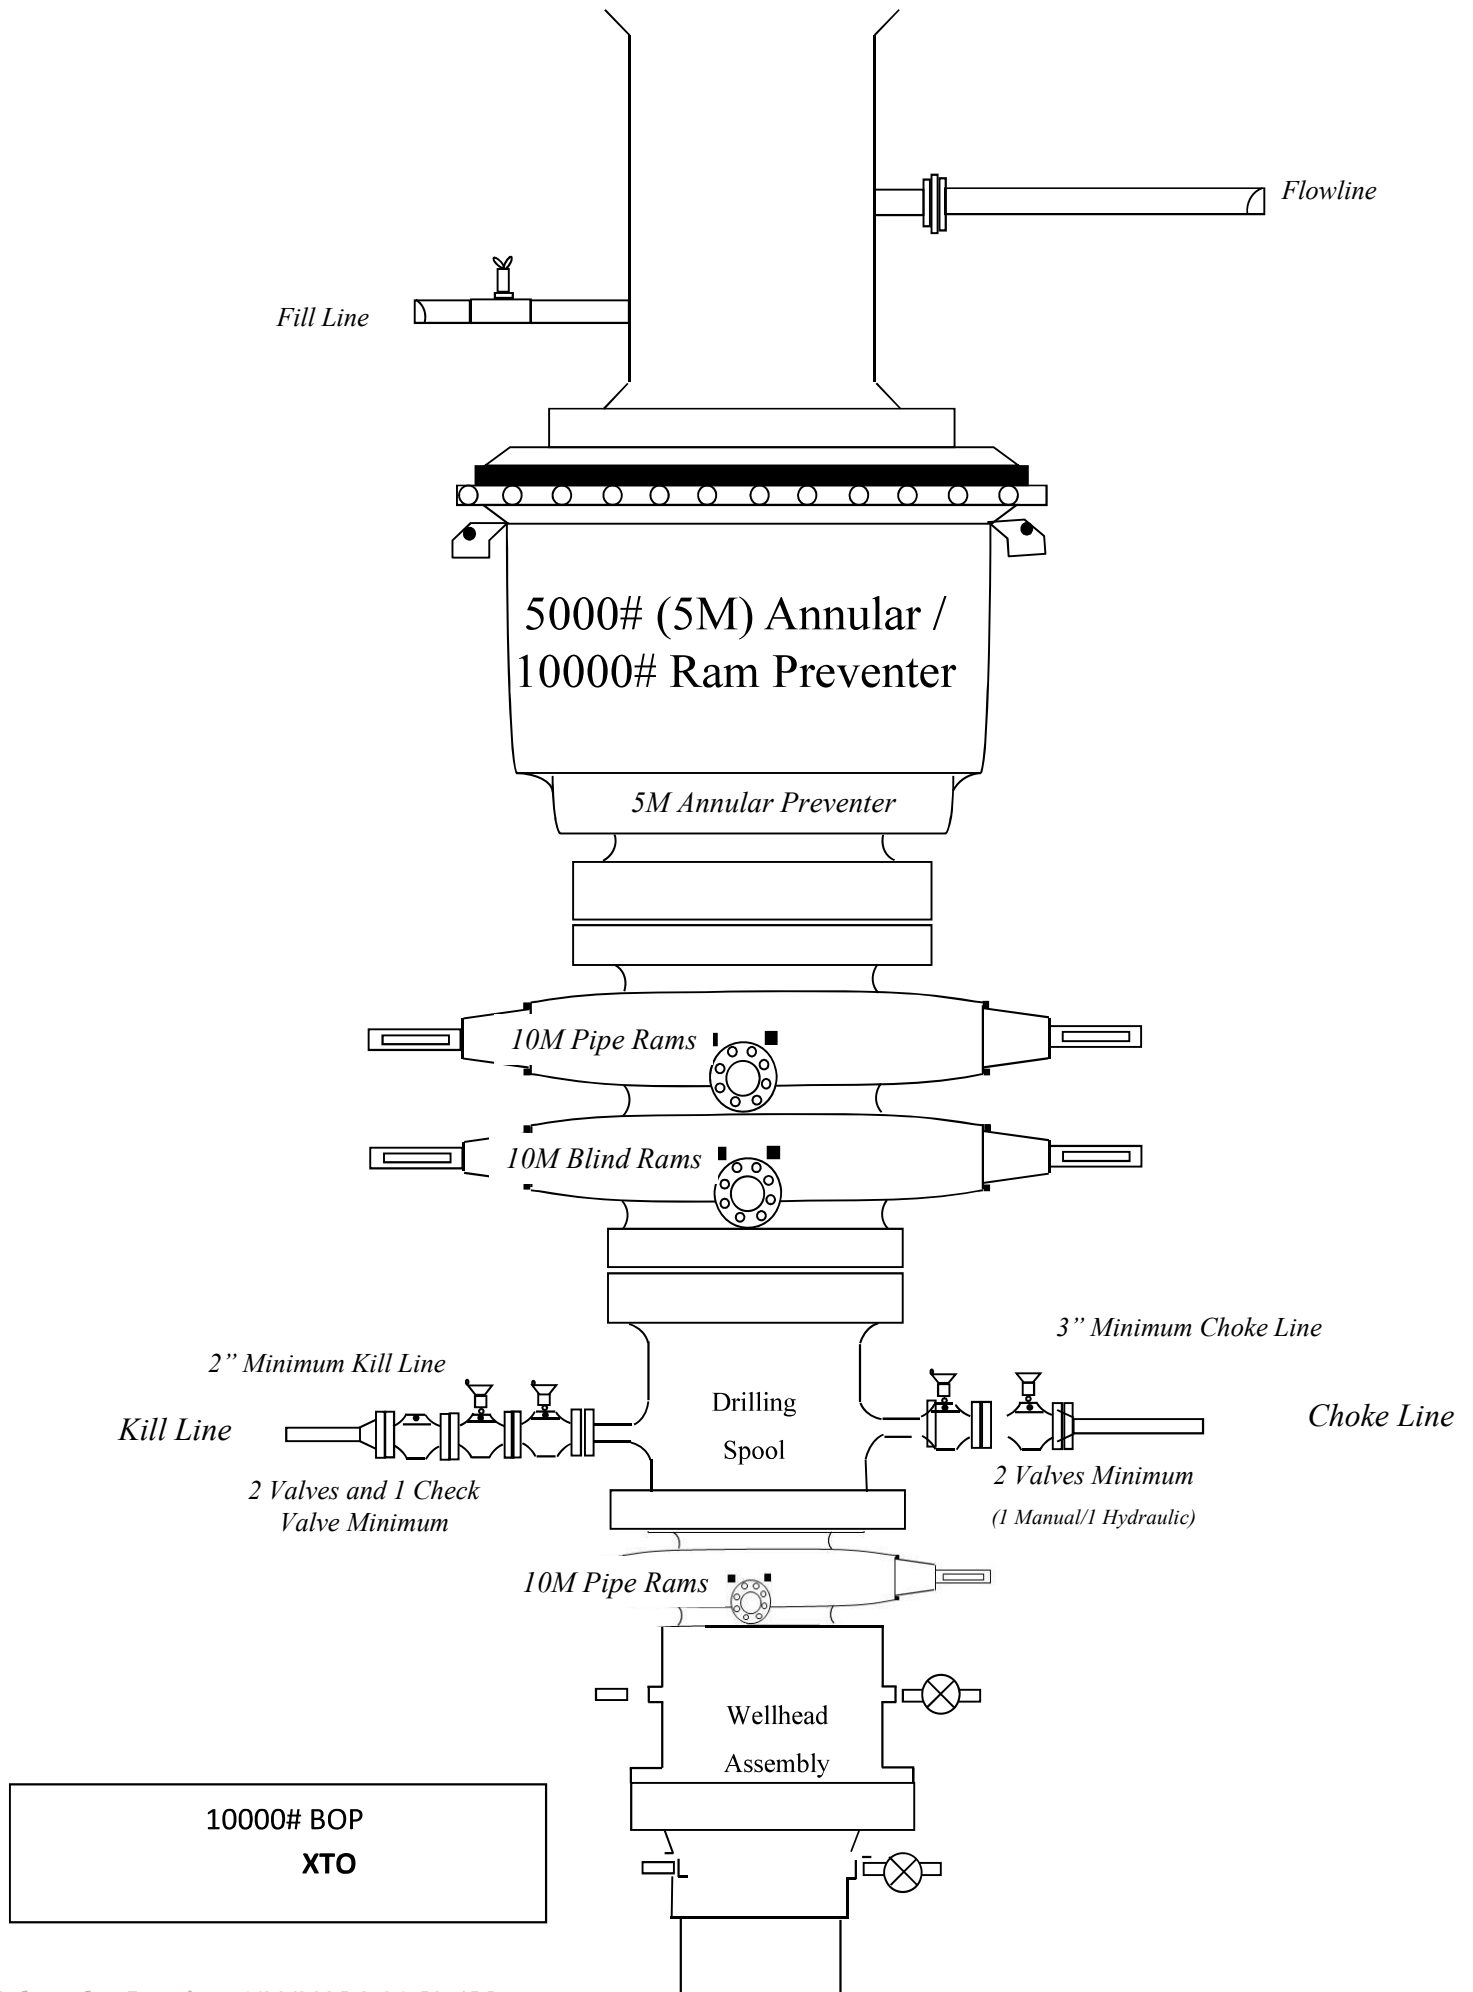 Flowline
Fill Line
5000# (5M) Annular /
10000# Ram Preventer
5M Annular Preventer
10M Pipe Rams
10M Blind Rams
3” Minimum Choke Line
2” Minimum Kill Line
Drilling
Spool
Kill Line
Choke Line
2 Valves and 1 Check
Valve Minimum
2 Valves Minimum
(1 Manual/1 Hydraulic)
10M Pipe Rams
Wellhead
Assembly
10000# BOP
XTO